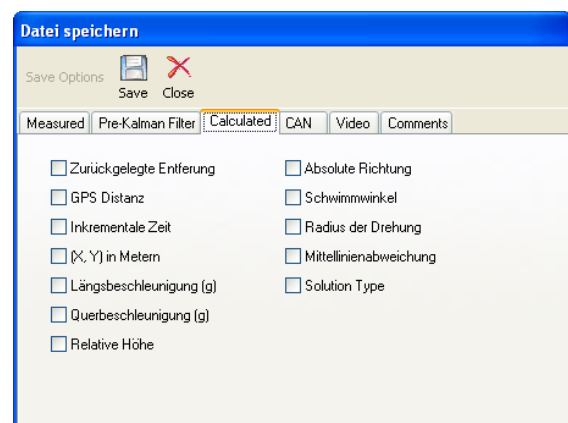 Datei speichern
Save Options
Save Close
Measured Pre-Kalman Filter Calculated CAN Video Comments
Zurückgelegte Entferung
GPS Distanz
Inkrementale Zeit
(X, Y) in Metern
Längsbeschleunigung (g)
Querbeschleunigung (g)
Relative Höhe
Absolute Richtung
Schwimmwinkel
Radius der Drehung
Mittellinienabweichung
Solution Type